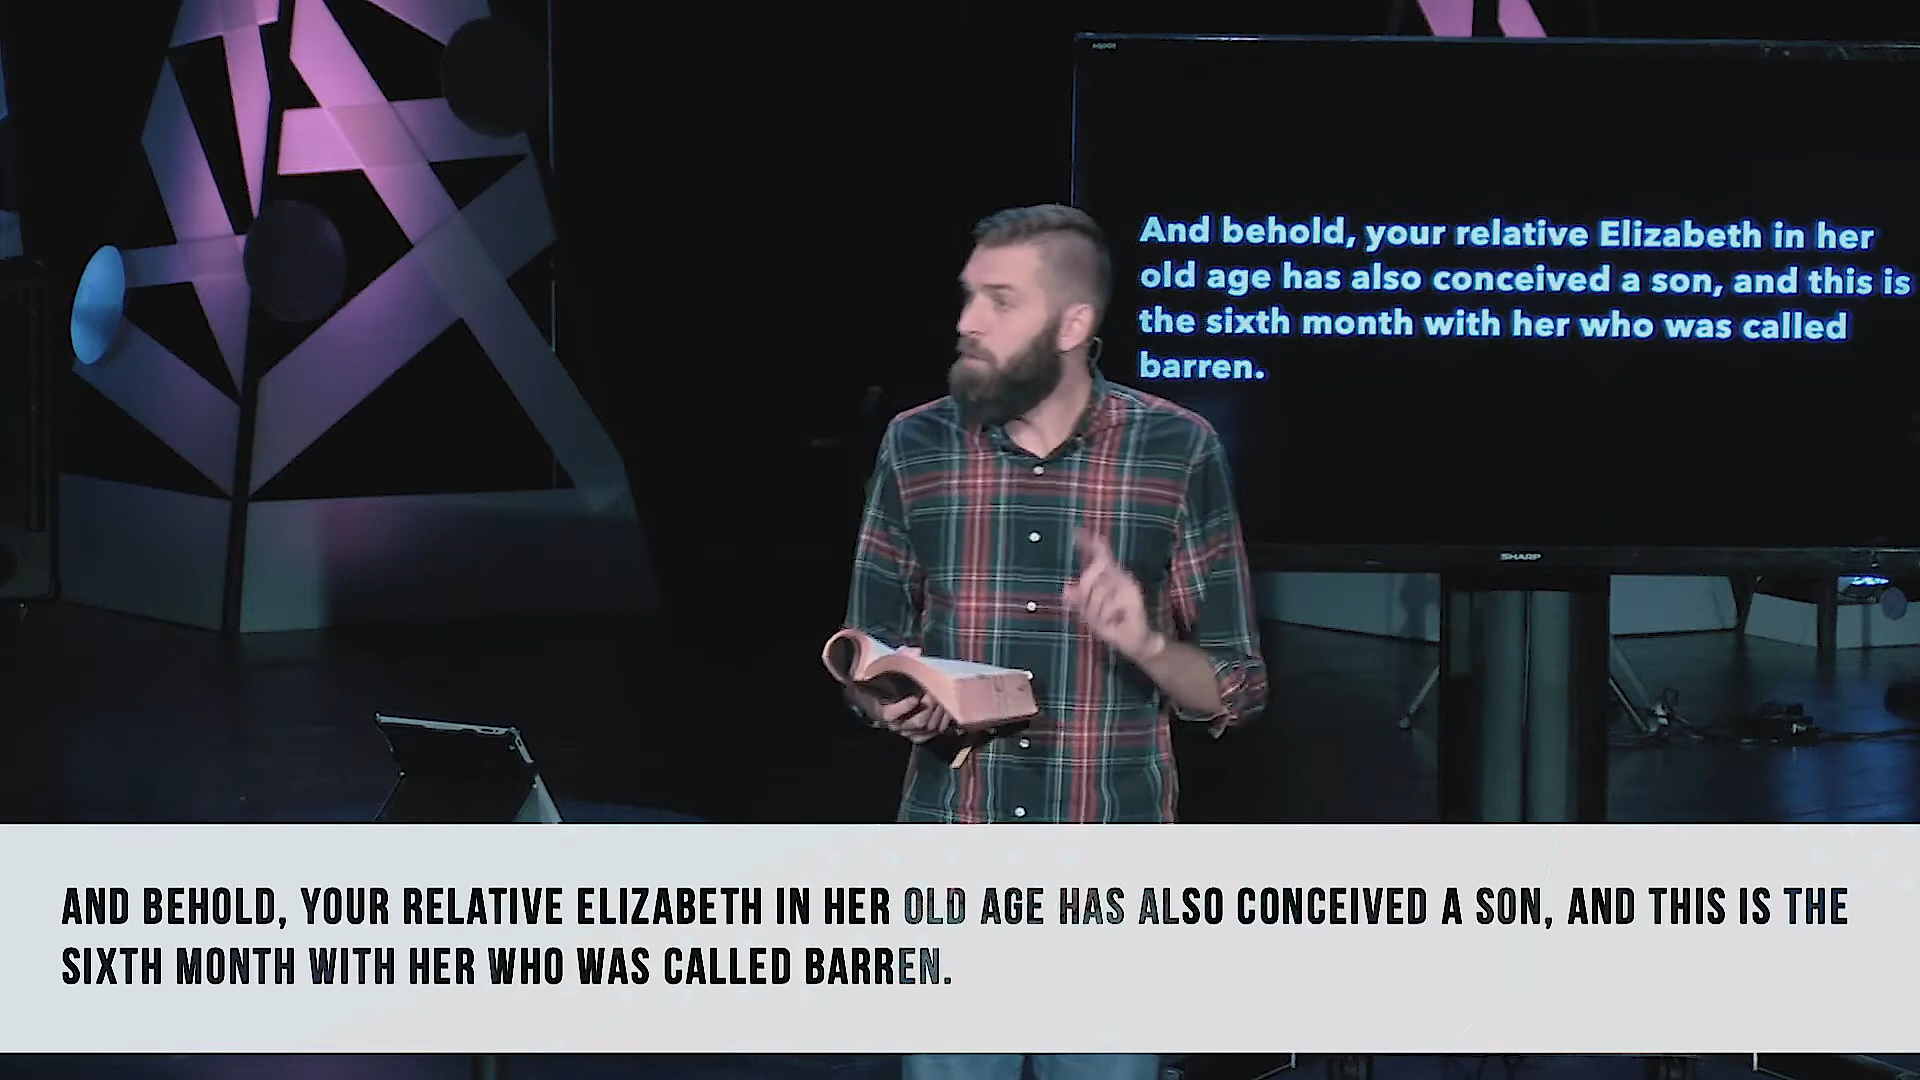 And behold, your relative Elizabeth in her
old age has also conceived a son, and this is
the sixth month with her who was called
barren.
SHARP
AND BEHOLD, YOUR RELATIVE ELIZABETH IN HER OLD AGE HAS ALSO CONCEIVED A SON, AND THIS IS THE
SIXTH MONTH WITH HER WHO WAS CALLED BARREN.